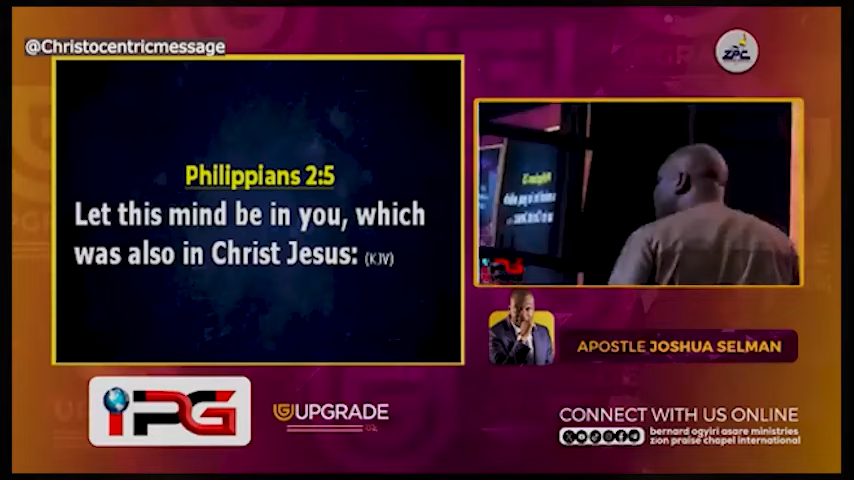 @Christocentricmessage
ZPC
Philippians 2:5
Let this mind be in you, which
was also in Christ Jesus: (KJV)
IPG
APOSTLE JOSHUA SELMAN
iPG
UPGRADE
CONNECT WITH US ONLINE
bernard ogyiri asare ministries
zion praise chapel international